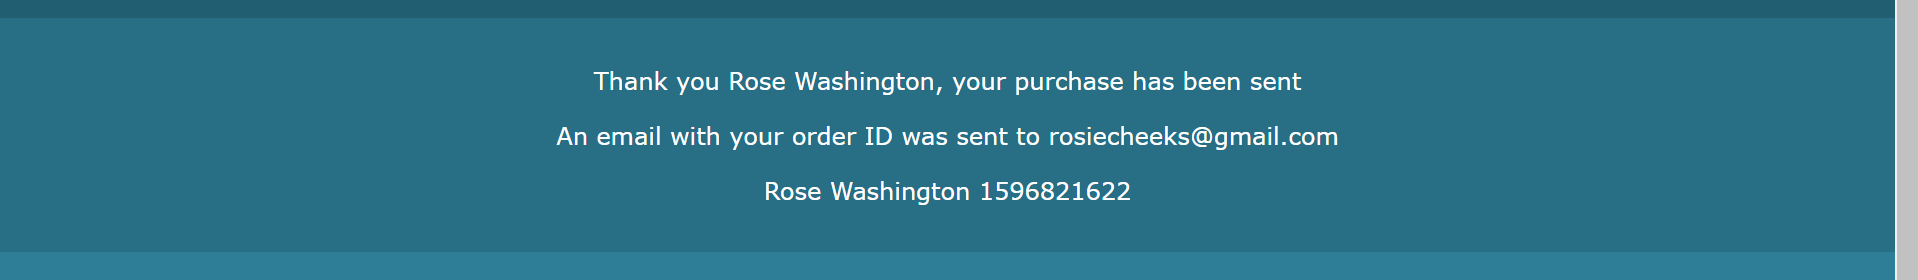 Thank you Rose Washington, your purchase has been sent
An email with your order ID was sent to rosiecheeks@gmail.com
Rose Washington 1596821622